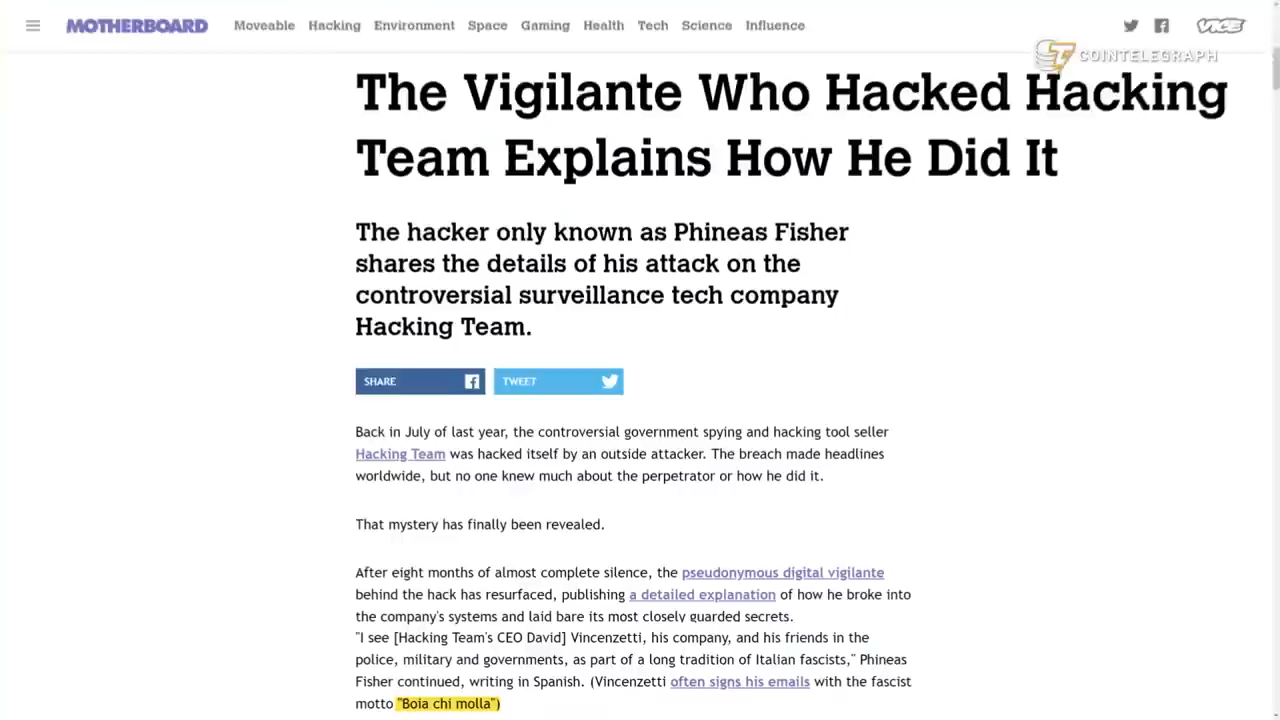 MOTHERBOARD Moveable Hacking Environment Space Gaming Health Tech Science Influence VICE
COINTELEGRAPH
The Vigilante Who Hacked Hacking
Team Explains How He Did It
The hacker only known as Phineas Fisher
shares the details of his attack on the
controversial surveillance tech company
Hacking Team.
SHARE TWEET
Back in July of last year, the controversial government spying and hacking tool seller
Hacking Team was hacked itself by an outside attacker. The breach made headlines
worldwide, but no one knew much about the perpetrator or how he did it.
That mystery has finally been revealed.
After eight months of almost complete silence, the pseudonymous digital vigilante
behind the hack has resurfaced, publishing a detailed explanation of how he broke into
the company's systems and laid bare its most closely guarded secrets.
"I see [Hacking Team's CEO David] Vincenzetti, his company, and his friends in the
police, military and governments, as part of a long tradition of Italian fascists," Phineas
Fisher continued, writing in Spanish. (Vincenzetti often signs his emails with the fascist
motto "Boia chi molla")